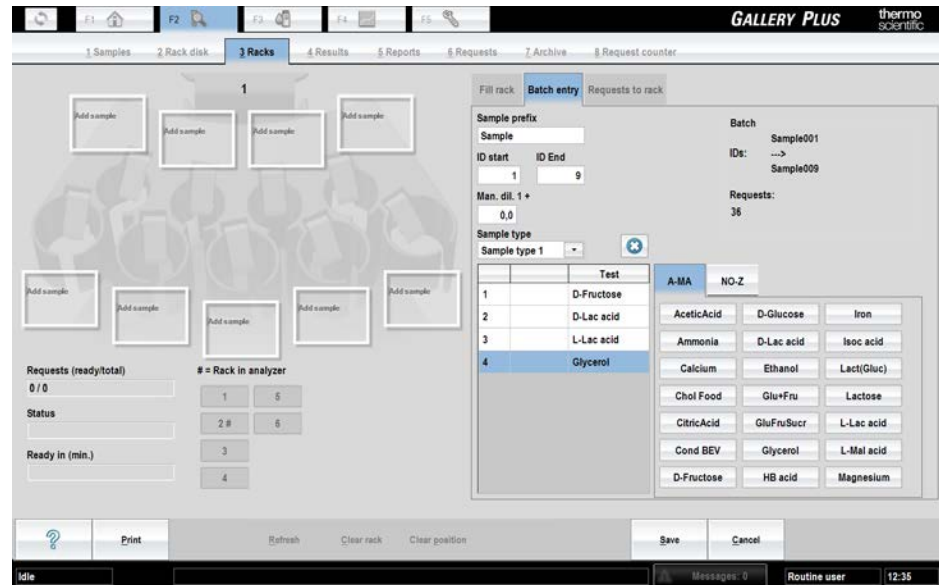 F1
F2
F3
F4
F5
GALLERY PLUS
thermo
scientific
1 Samples
2 Rack disk
3 Racks
4 Results
5 Reports
6 Requests
7 Archive
8 Request counter
1
Add sample
Add sample
Add sample
Add sample
Add sample
Add sample
Add sample
Add sample
Add sample
Requests (ready/total)
0 / 0
Status
Ready in (min.)
# = Rack in analyzer
1
5
2 #
6
3
4
Fill rack
Batch entry
Requests to rack
Sample prefix
Sample
ID start
ID End
1
9
Man. dil. 1 +
0,0
Sample type
Sample type 1
Batch
IDs:
Sample001
--->
Sample009
Requests:
36
Test
1
D-Fructose
2
D-Lac acid
3
L-Lac acid
4
Glycerol
A-MA
NO-Z
AceticAcid
D-Glucose
Iron
Ammonia
D-Lac acid
Isoc acid
Calcium
Ethanol
Lact(Gluc)
Chol Food
Glu+Fru
Lactose
CitricAcid
GluFruSucr
L-Lac acid
Cond BEV
Glycerol
L-Mal acid
D-Fructose
HB acid
Magnesium
?
Print
Refresh
Clear rack
Clear position
Save
Cancel
Idle
Messages: 0
Routine user
12:35